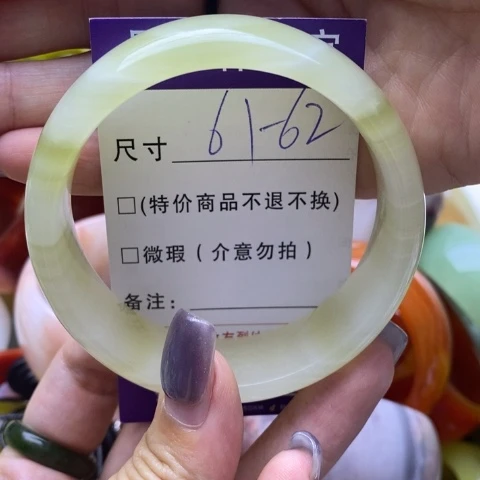 尺寸 61-62
□(特价商品不退不换)
□微瑕(介意勿拍)
备注: